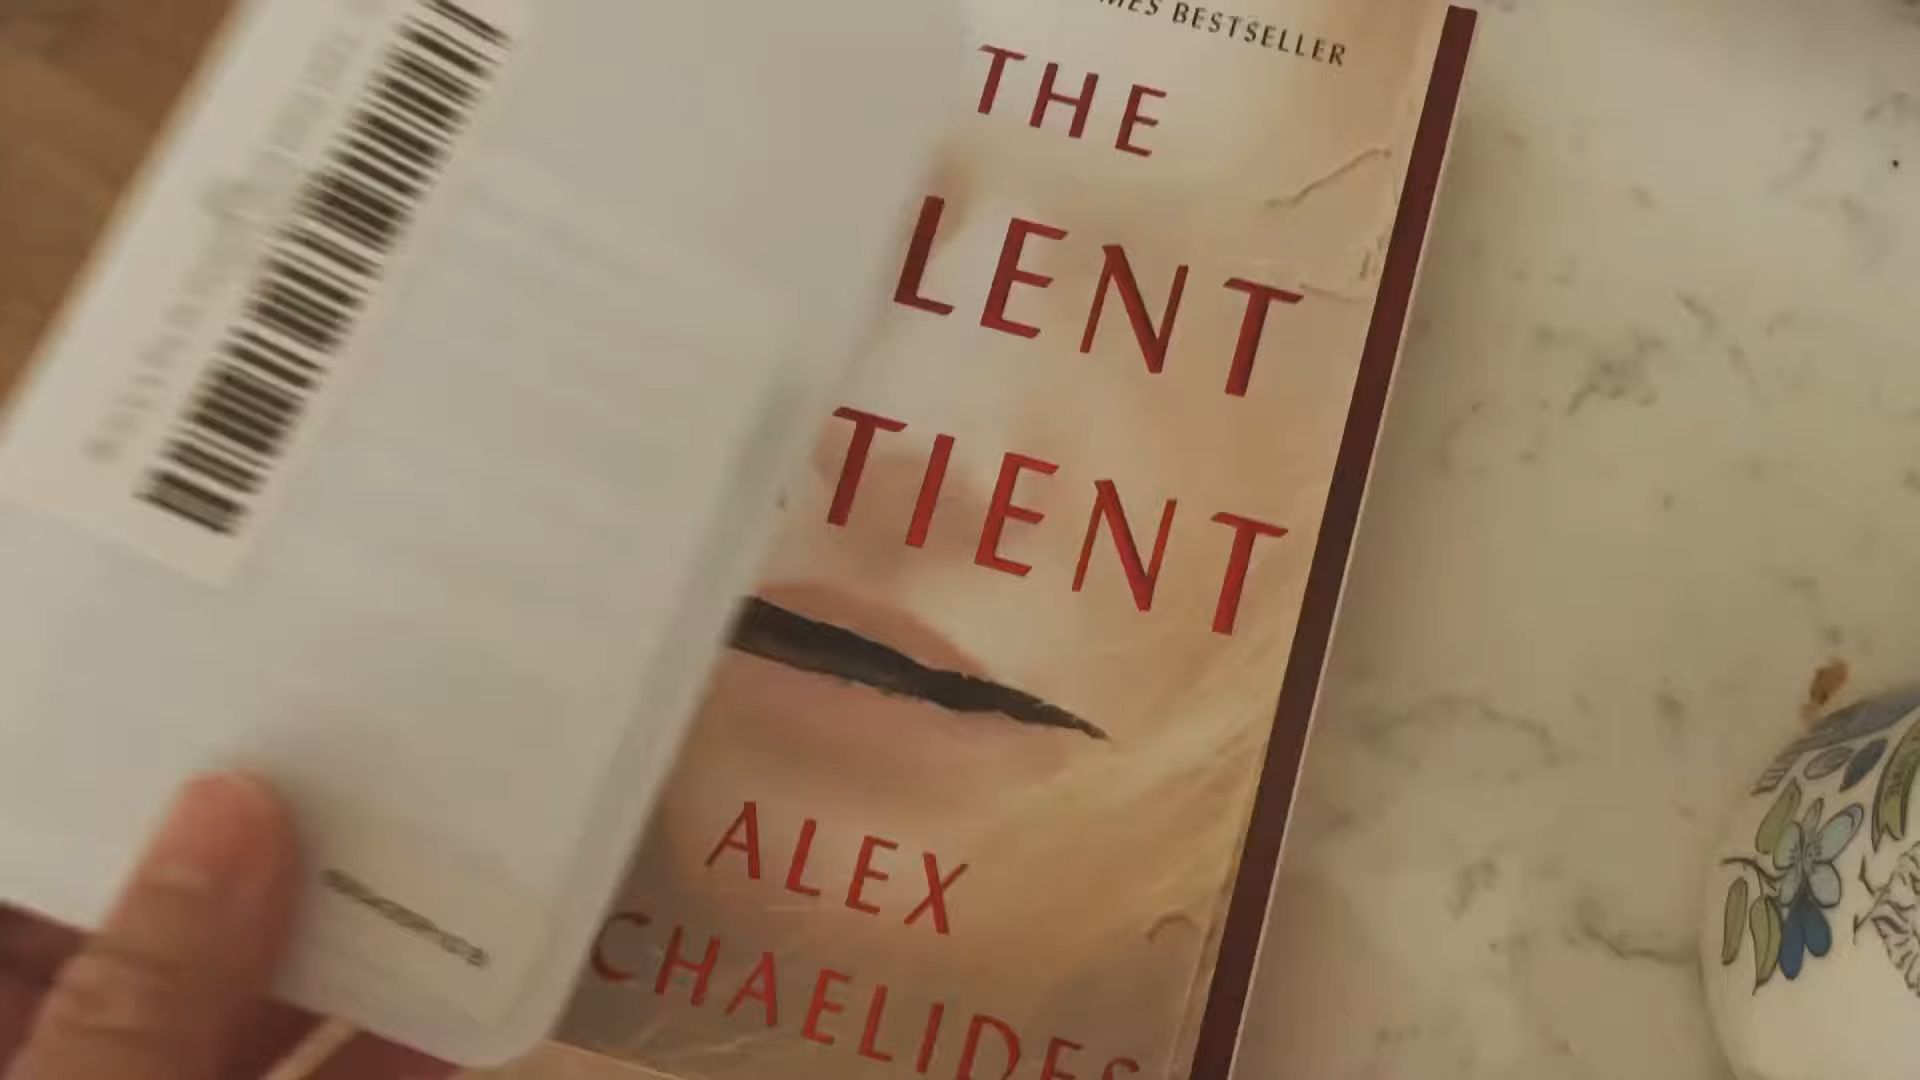 MES BESTSELLER
THE
LENT
TIENT
ALEX
CHAELIDES